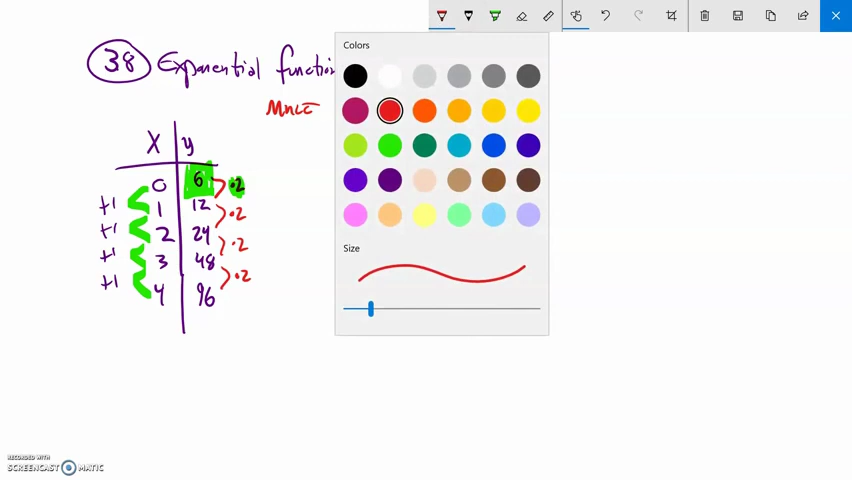 38 Exponential function
Mult
X y
0 6 ·2
+1 1 12 ·2
+1 2 24 ·2
+1 3 48 ·2
+1 4 96
Colors
Size
RECORDED WITH
SCREENCAST MATIC